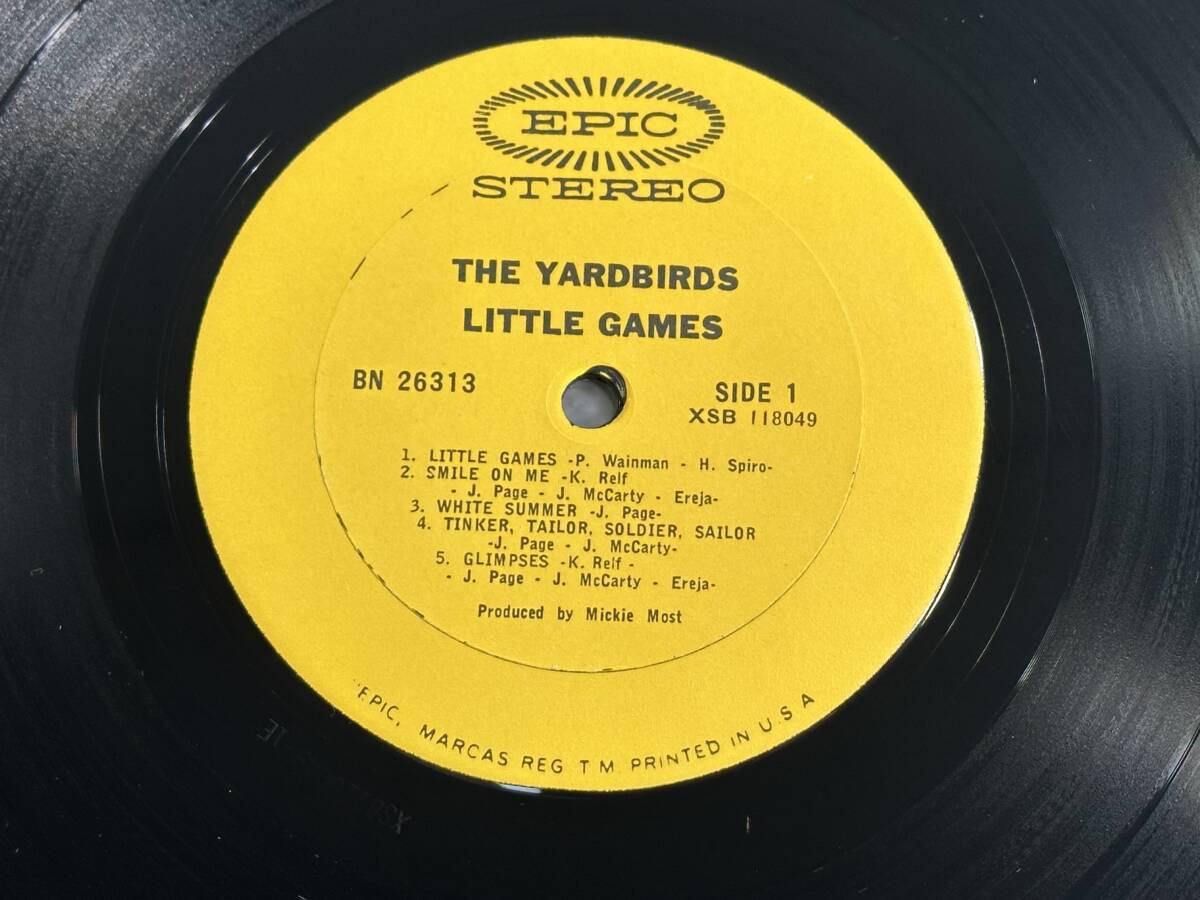 EPIC
STEREO
THE YARDBIRDS
LITTLE GAMES
BN 26313
SIDE 1
XSB 118049
1. LITTLE GAMES -P. Wainman - H. Spiro-
2. SMILE ON ME -K. Relf
- J. Page - J. McCarty - Ereja-
3. WHITE SUMMER -J. Page-
4. TINKER, TAILOR, SOLDIER, SAILOR
-J. Page - J. McCarty-
5. GLIMPSES -K. Relf -
- J. Page - J. McCarty - Ereja-
Produced by Mickie Most
"EPIC, MARCAS REG T M PRINTED IN U.S A